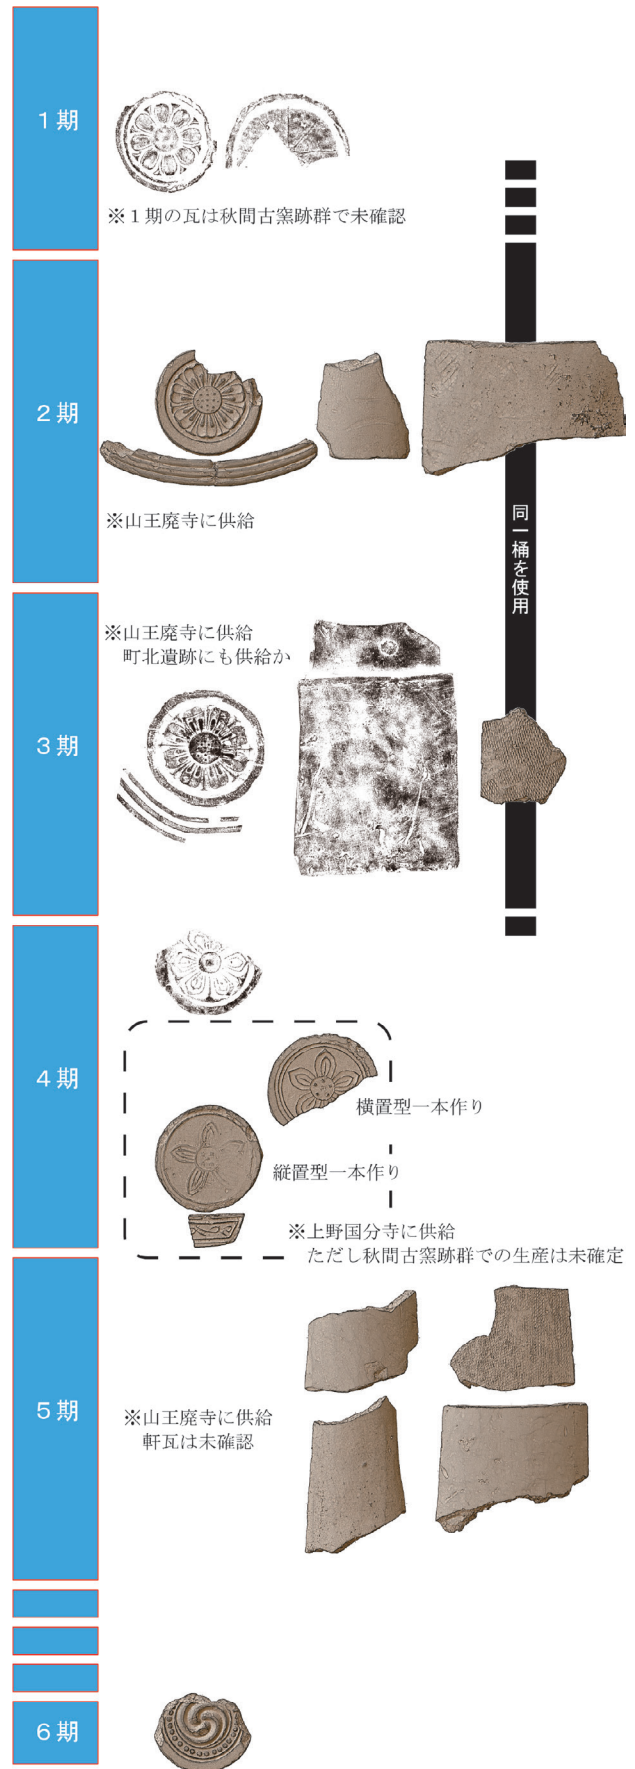 1期
※１期の瓦は秋間古窯跡群で未確認
2期
※山王廃寺に供給
同一桶を使用
3期
※山王廃寺に供給
町北遺跡にも供給か
4期
横置型一本作り
縦置型一本作り
※上野国分寺に供給
ただし秋間古窯跡群での生産は未確定
5期
※山王廃寺に供給
軒瓦は未確認
6期